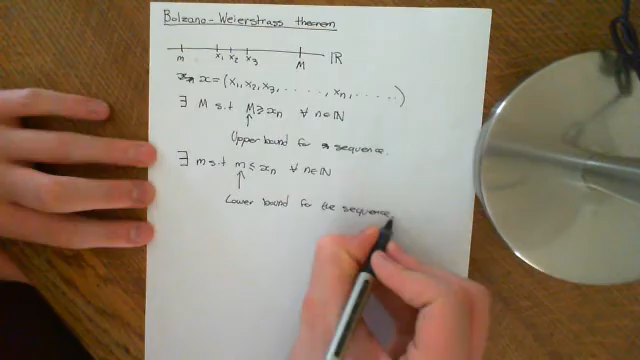 Bolzano-Weierstrass theorem
m x₁ x₂ x₃ M ℝ
x = (x₁, x₂, x₃, ......, xₙ, .....)
∃ M s.t M ≥ xₙ ∀ n ∈ ℕ
↑
Upper bound for sequence.
∃ m s.t m ≤ xₙ ∀ n ∈ ℕ
↑
Lower bound for the sequence